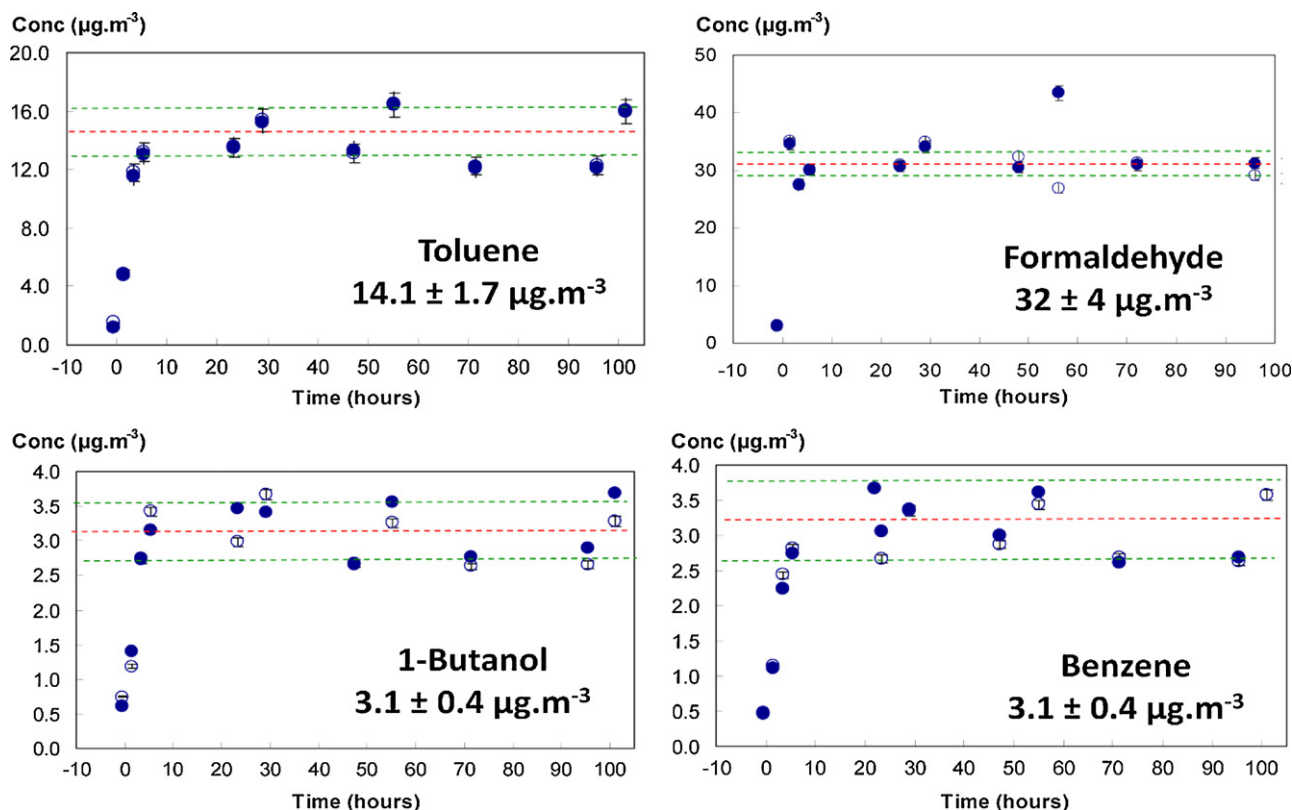 Conc (µg.m-3)
20.0
16.0
12.0
8.0
4.0
0.0
-10 0 10 20 30 40 50 60 70 80 90 100
Time (hours)
Toluene
14.1 ± 1.7 µg.m-3
Conc (µg.m-3)
50
40
30
20
10
0
-10 0 10 20 30 40 50 60 70 80 90 100
Time (hours)
Formaldehyde
32 ± 4 µg.m-3
Conc (µg.m-3)
4.0
3.5
3.0
2.5
2.0
1.5
1.0
0.5
0.0
-10 0 10 20 30 40 50 60 70 80 90 100
Time (hours)
1-Butanol
3.1 ± 0.4 µg.m-3
Conc (µg.m-3)
4.0
3.5
3.0
2.5
2.0
1.5
1.0
0.5
0.0
-10 0 10 20 30 40 50 60 70 80 90 100
Time (hours)
Benzene
3.1 ± 0.4 µg.m-3